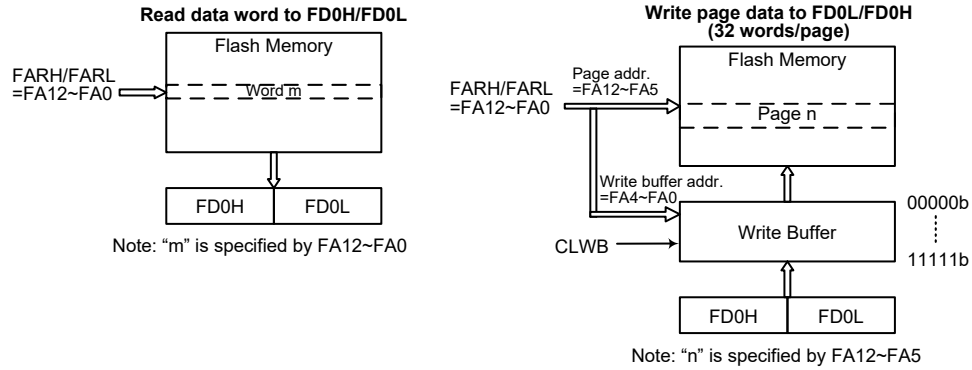 Read data word to FD0H/FD0L
Flash Memory
FARH/FARL
=FA12~FA0
Word m
FD0H
FD0L
Note: “m” is specified by FA12~FA0
Write page data to FD0L/FD0H
(32 words/page)
Flash Memory
FARH/FARL
=FA12~FA0
Page addr.
=FA12~FA5
Page n
Write buffer addr.
=FA4~FA0
CLWB
Write Buffer
00000b
11111b
FD0H
FD0L
Note: “n” is specified by FA12~FA5